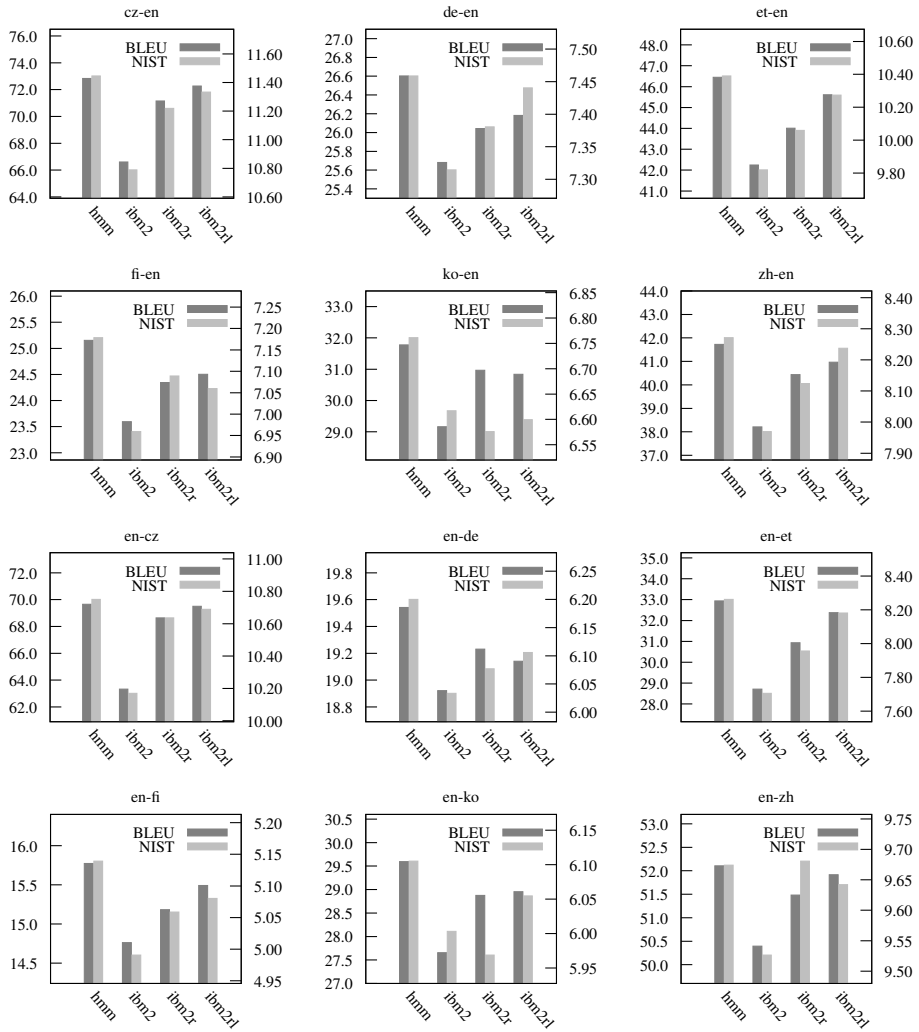 cz-en
76.0
74.0
72.0
70.0
68.0
66.0
64.0
BLEU
NIST
11.60
11.40
11.20
11.00
10.80
10.60
hmm
ibm2
ibm2r
ibm2rl
de-en
27.0
26.8
26.6
26.4
26.2
26.0
25.8
25.6
25.4
BLEU
NIST
7.50
7.45
7.40
7.35
7.30
hmm
ibm2
ibm2r
ibm2rl
et-en
48.0
47.0
46.0
45.0
44.0
43.0
42.0
41.0
BLEU
NIST
10.60
10.40
10.20
10.00
9.80
hmm
ibm2
ibm2r
ibm2rl
fi-en
26.0
25.5
25.0
24.5
24.0
23.5
23.0
BLEU
NIST
7.25
7.20
7.15
7.10
7.05
7.00
6.95
6.90
hmm
ibm2
ibm2r
ibm2rl
ko-en
33.0
32.0
31.0
30.0
29.0
BLEU
NIST
6.85
6.80
6.75
6.70
6.65
6.60
6.55
hmm
ibm2
ibm2r
ibm2rl
zh-en
44.0
43.0
42.0
41.0
40.0
39.0
38.0
37.0
BLEU
NIST
8.40
8.30
8.20
8.10
8.00
7.90
hmm
ibm2
ibm2r
ibm2rl
en-cz
72.0
70.0
68.0
66.0
64.0
62.0
BLEU
NIST
11.00
10.80
10.60
10.40
10.20
10.00
hmm
ibm2
ibm2r
ibm2rl
en-de
19.8
19.6
19.4
19.2
19.0
18.8
BLEU
NIST
6.25
6.20
6.15
6.10
6.05
6.00
hmm
ibm2
ibm2r
ibm2rl
en-et
35.0
34.0
33.0
32.0
31.0
30.0
29.0
28.0
BLEU
NIST
8.40
8.20
8.00
7.80
7.60
hmm
ibm2
ibm2r
ibm2rl
en-fi
16.0
15.5
15.0
14.5
BLEU
NIST
5.20
5.15
5.10
5.05
5.00
4.95
hmm
ibm2
ibm2r
ibm2rl
en-ko
30.5
30.0
29.5
29.0
28.5
28.0
27.5
27.0
BLEU
NIST
6.15
6.10
6.05
6.00
5.95
hmm
ibm2
ibm2r
ibm2rl
en-zh
53.0
52.5
52.0
51.5
51.0
50.5
50.0
BLEU
NIST
9.75
9.70
9.65
9.60
9.55
9.50
hmm
ibm2
ibm2r
ibm2rl